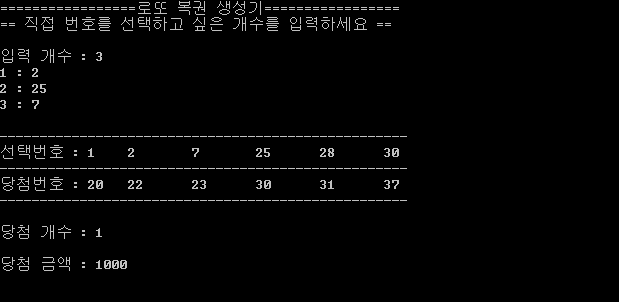 =================로또 복권 생성기=================
== 직접 번호를 선택하고 싶은 개수를 입력하세요 ==
입력 개수 : 3
1 : 2
2 : 25
3 : 7
---------------------------------------------------
선택번호 : 1 2 7 25 28 30
---------------------------------------------------
당첨번호 : 20 22 23 30 31 37
---------------------------------------------------
당첨 개수 : 1
당첨 금액 : 1000